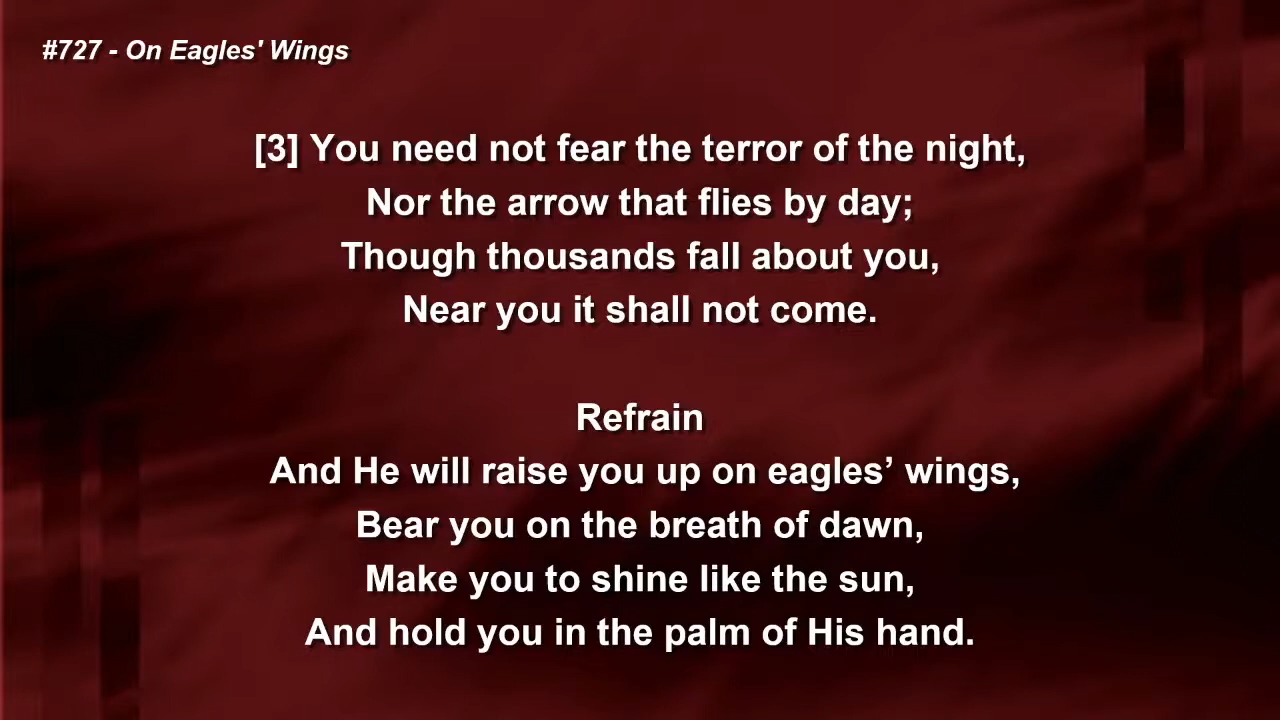 #727 - On Eagles' Wings
[3] You need not fear the terror of the night,
Nor the arrow that flies by day;
Though thousands fall about you,
Near you it shall not come.
Refrain
And He will raise you up on eagles’ wings,
Bear you on the breath of dawn,
Make you to shine like the sun,
And hold you in the palm of His hand.